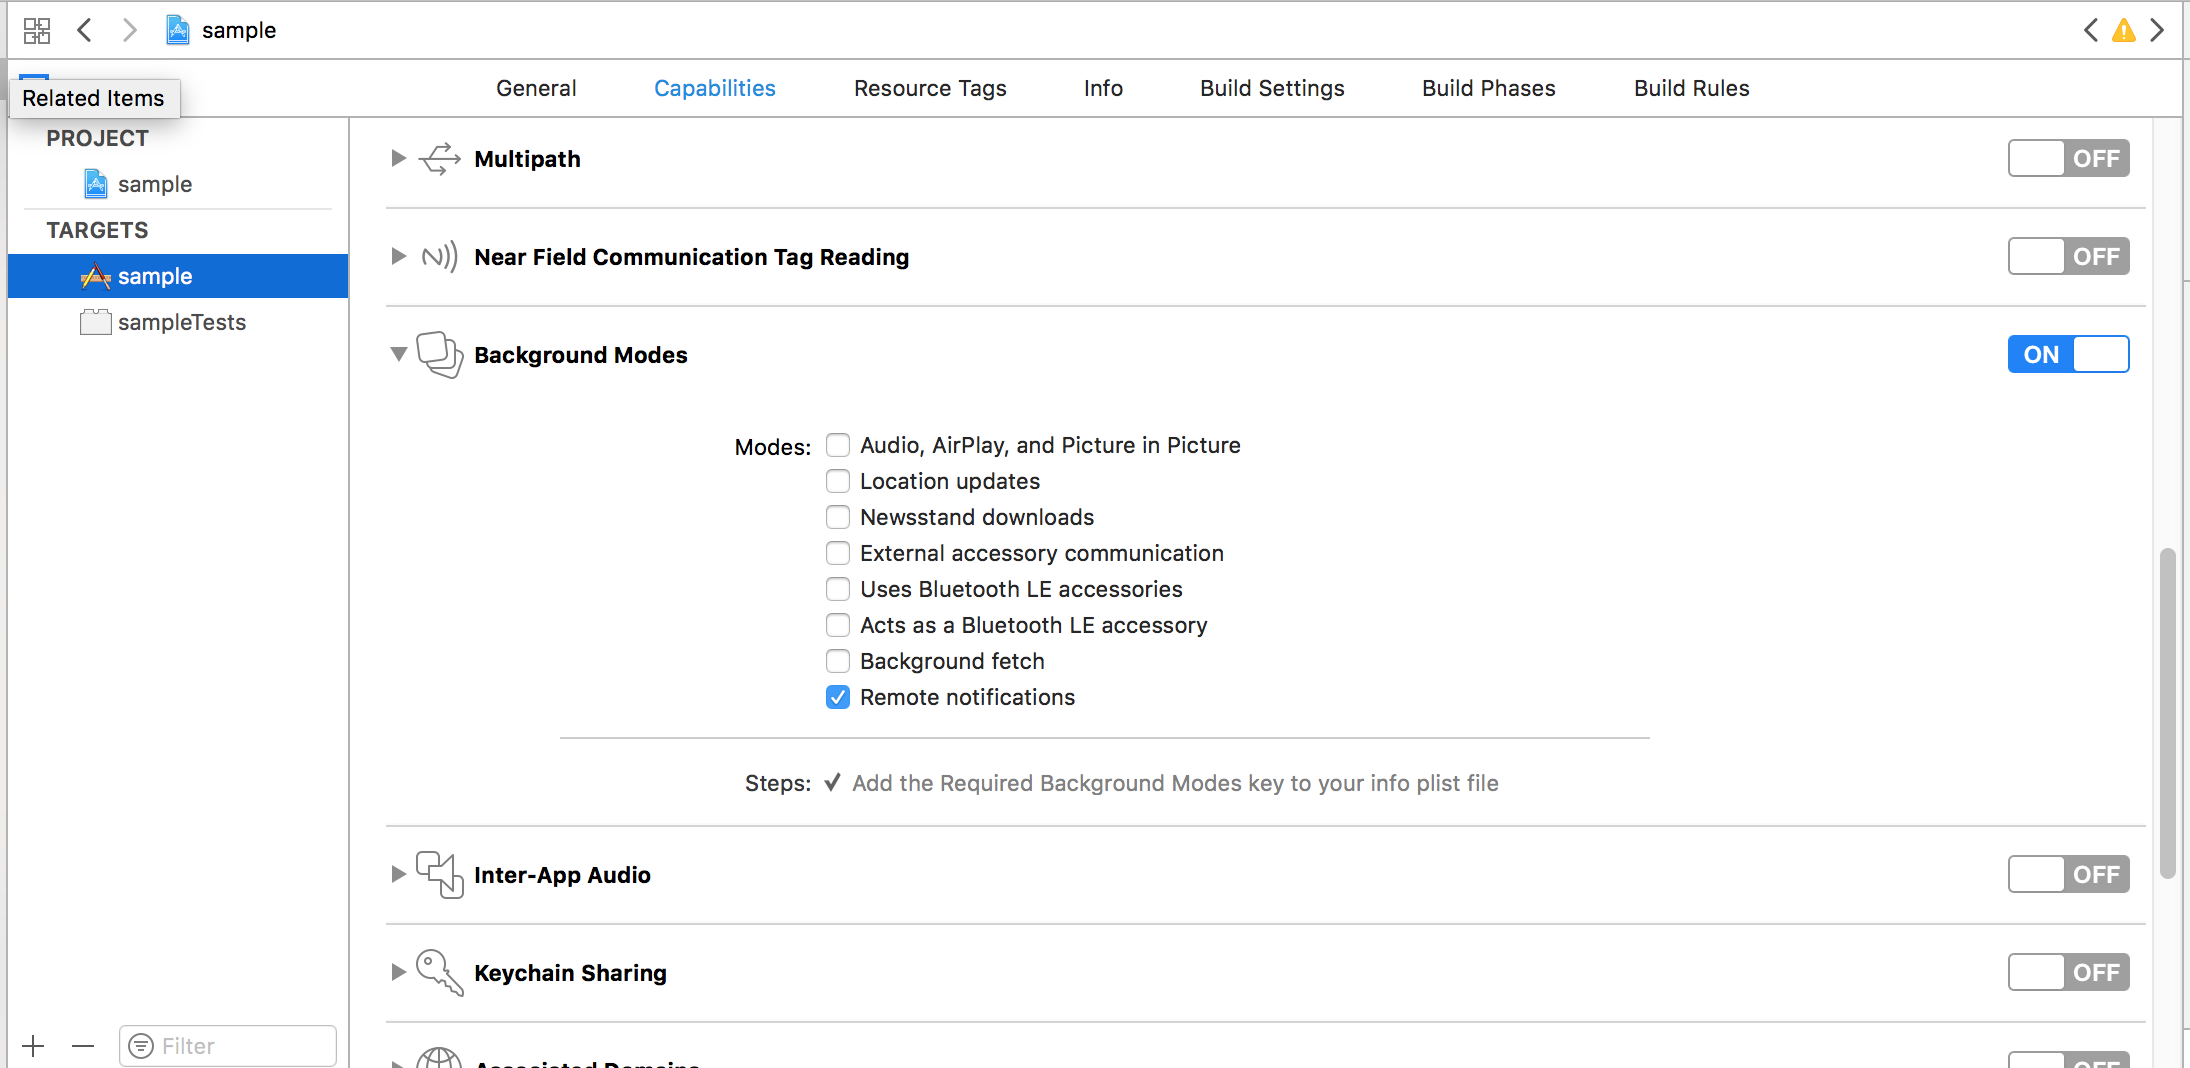 sample
Related Items
General Capabilities Resource Tags Info Build Settings Build Phases Build Rules
PROJECT
sample
TARGETS
sample
sampleTests
Multipath OFF
Near Field Communication Tag Reading OFF
Background Modes ON
Modes: Audio, AirPlay, and Picture in Picture
Location updates
Newsstand downloads
External accessory communication
Uses Bluetooth LE accessories
Acts as a Bluetooth LE accessory
Background fetch
Remote notifications
Steps: ✓ Add the Required Background Modes key to your info plist file
Inter-App Audio OFF
Keychain Sharing OFF
Associated Domains OFF
Filter